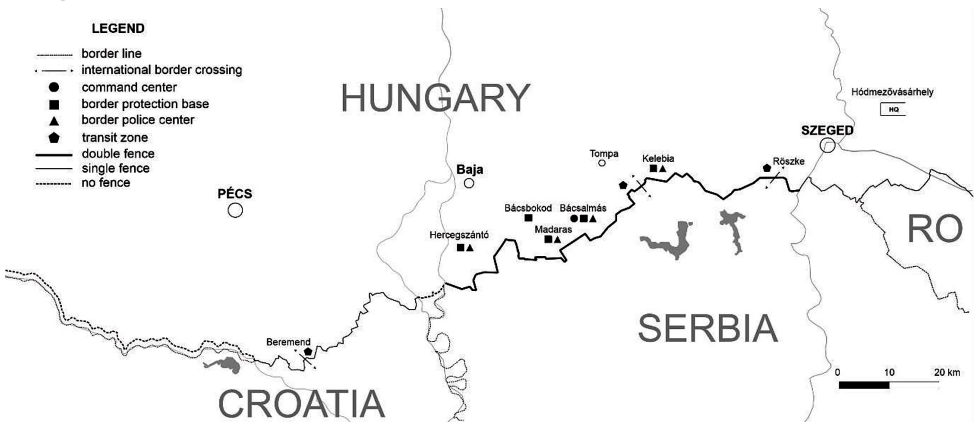 LEGEND
border line
international border crossing
command center
border protection base
border police center
transit zone
double fence
single fence
no fence
HUNGARY
Hódmezővásárhely
HQ
SZEGED
Tompa
Kelebia
Röszke
Baja
PÉCS
Bácsbokod
Bácsalmás
Madaras
Hercegszántó
RO
SERBIA
Beremend
CROATIA
0 10 20 km